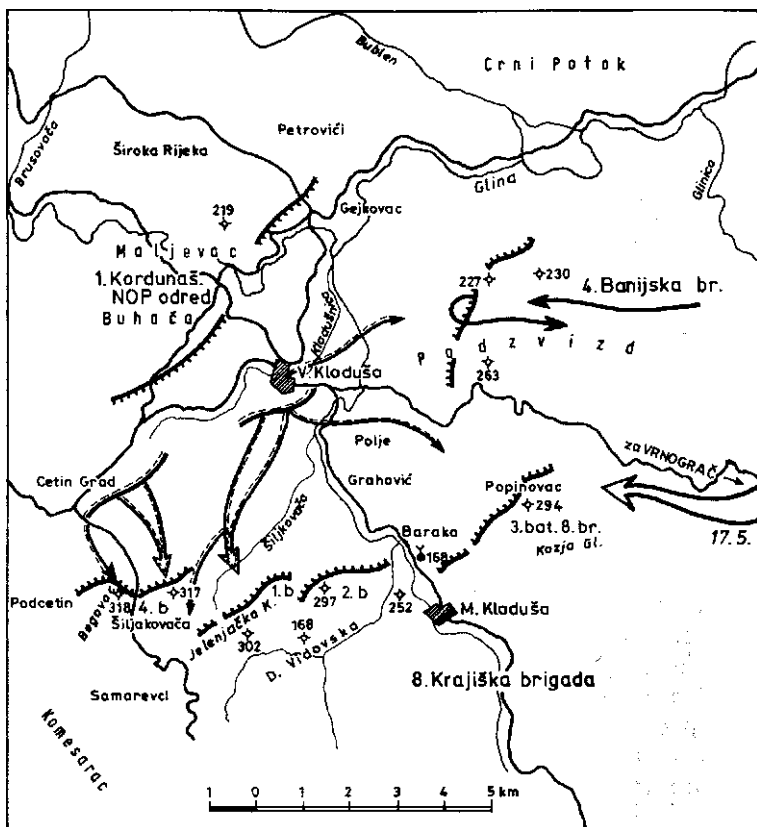 Bublen
Crni Potok
Petrovići
Brusovača
Široka Rijeka
Glina
Glinica
Gejkovac
219
Maljevac
1. Kordunaš.
NOP odred
Buhača
Kladušnica
227
230
4. Banijska br.
Podzvizd
263
V. Kladuša
Polje
Cetin Grad
Grahović
za VRNOGRAČ
Popinovac
294
3. bat. 8. br.
Kozja Gl.
17.5.
Šiljkovača
Baraka
168
Podcetin
Begovac
318
4. b
317
Šiljakovača
Jelenjačka K.
1. b
297
2. b
252
M. Kladuša
302
168
D. Vidovska
8. Krajiška brigada
Samarevci
Komesarac
1 0 1 2 3 4 5 km